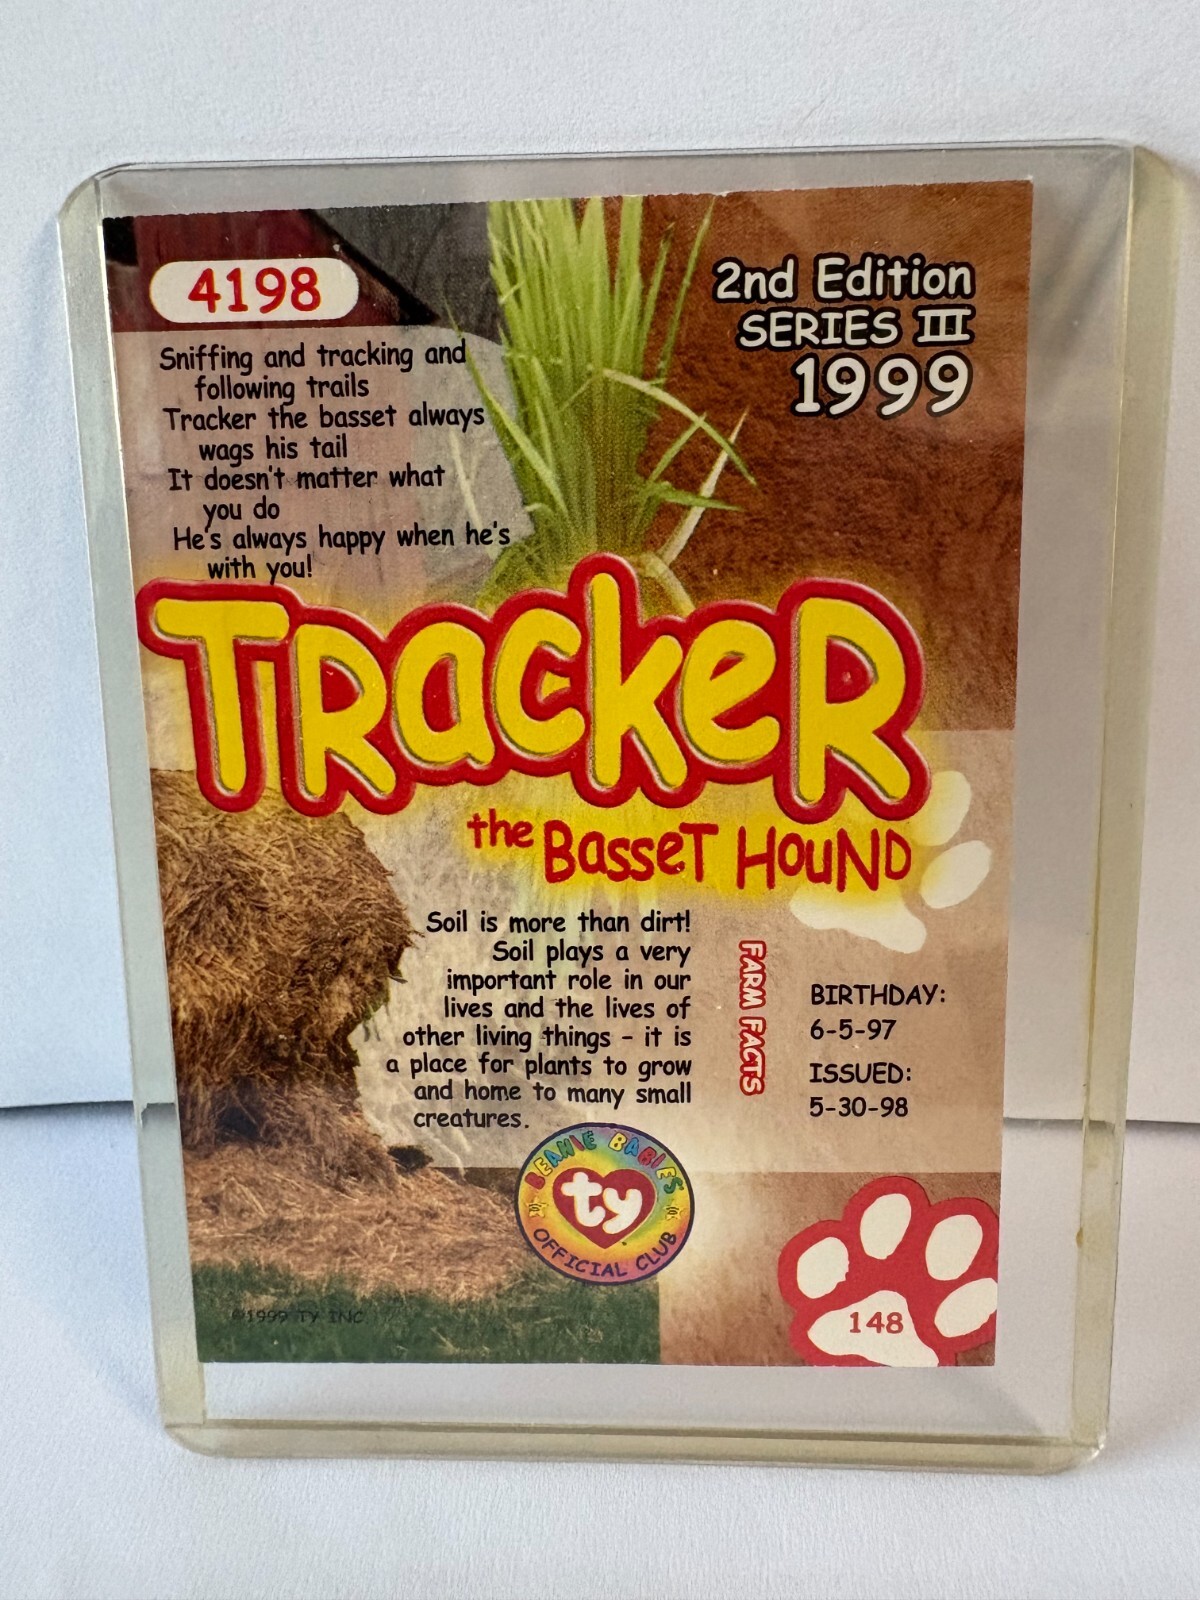 4198
2nd Edition
SERIES III
1999
Sniffing and tracking and
following trails
Tracker the basset always
wags his tail
It doesn't matter what
you do
He's always happy when he's
with you!
TRacKeR
the BasseT HouND
Soil is more than dirt!
Soil plays a very
important role in our
lives and the lives of
other living things – it is
a place for plants to grow
and home to many small
creatures.
FARM FACTS
BIRTHDAY:
6-5-97
ISSUED:
5-30-98
BEANIE BABIES
ty
OFFICIAL CLUB
©1999 TY INC
148